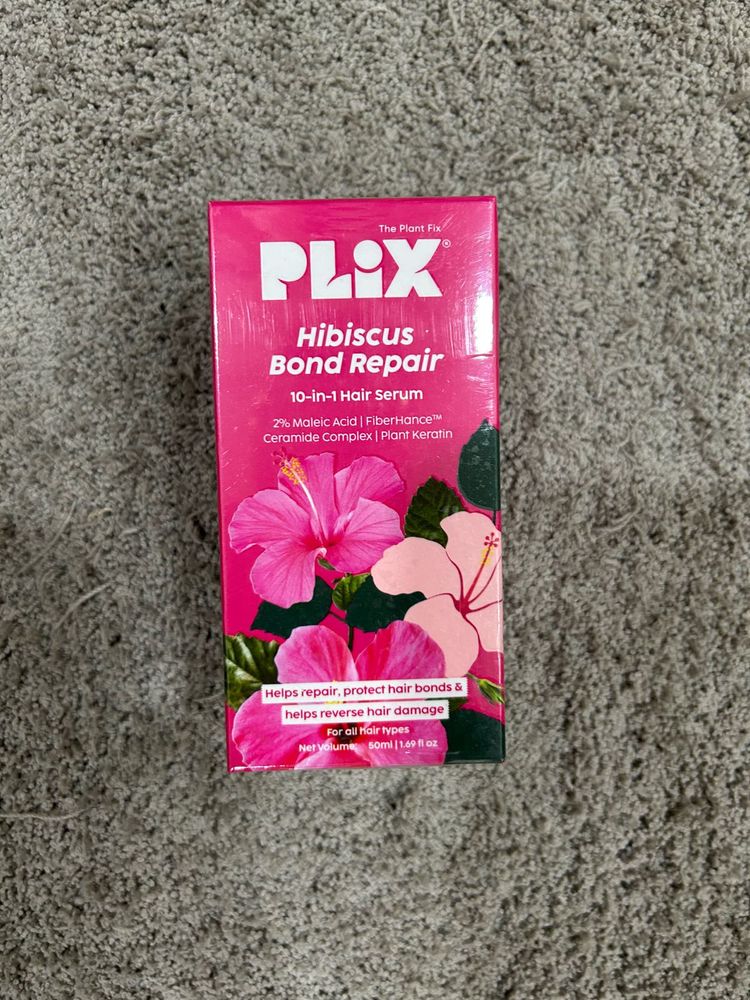 The Plant Fix
PLiX®
Hibiscus
Bond Repair
10-in-1 Hair Serum
2% Maleic Acid | FiberHance™
Ceramide Complex | Plant Keratin
Helps repair, protect hair bonds &
helps reverse hair damage
For all hair types
Net Volume: 50ml | 1.69 fl oz